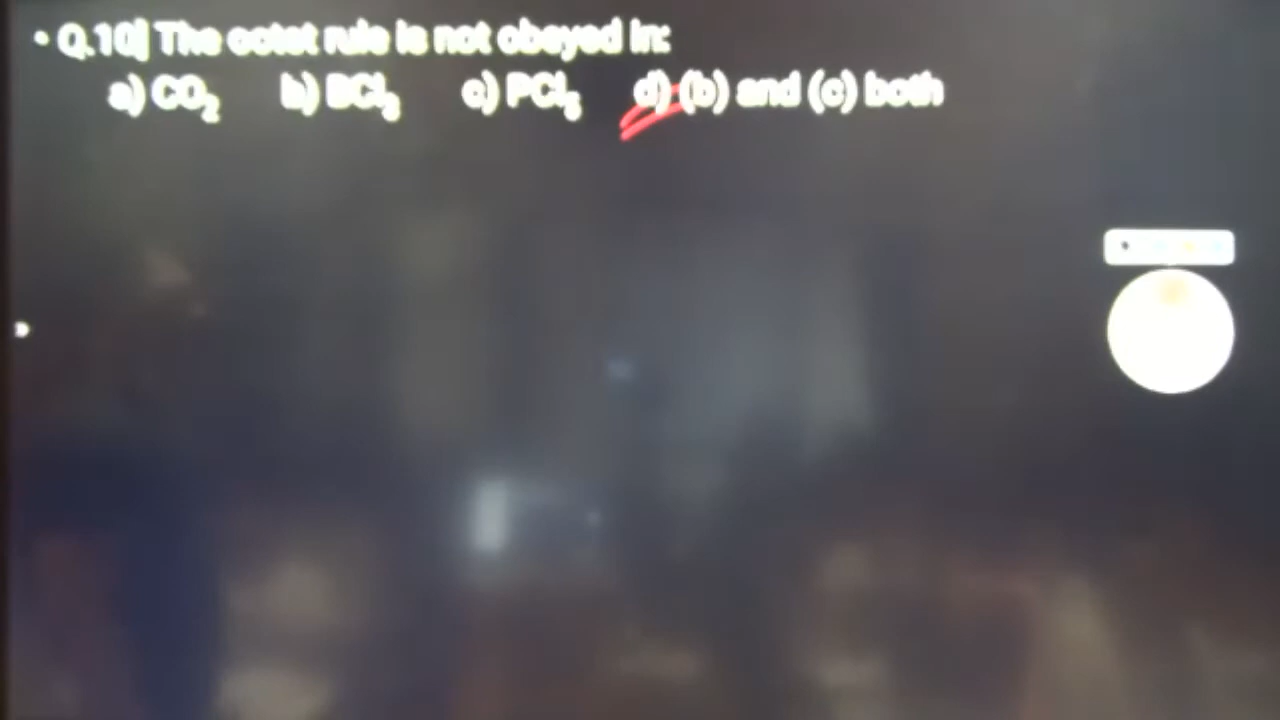 • Q.10] The octet rule is not obeyed in:
a) CO₂ b) BCl₃ c) PCl₅ d) (b) and (c) both